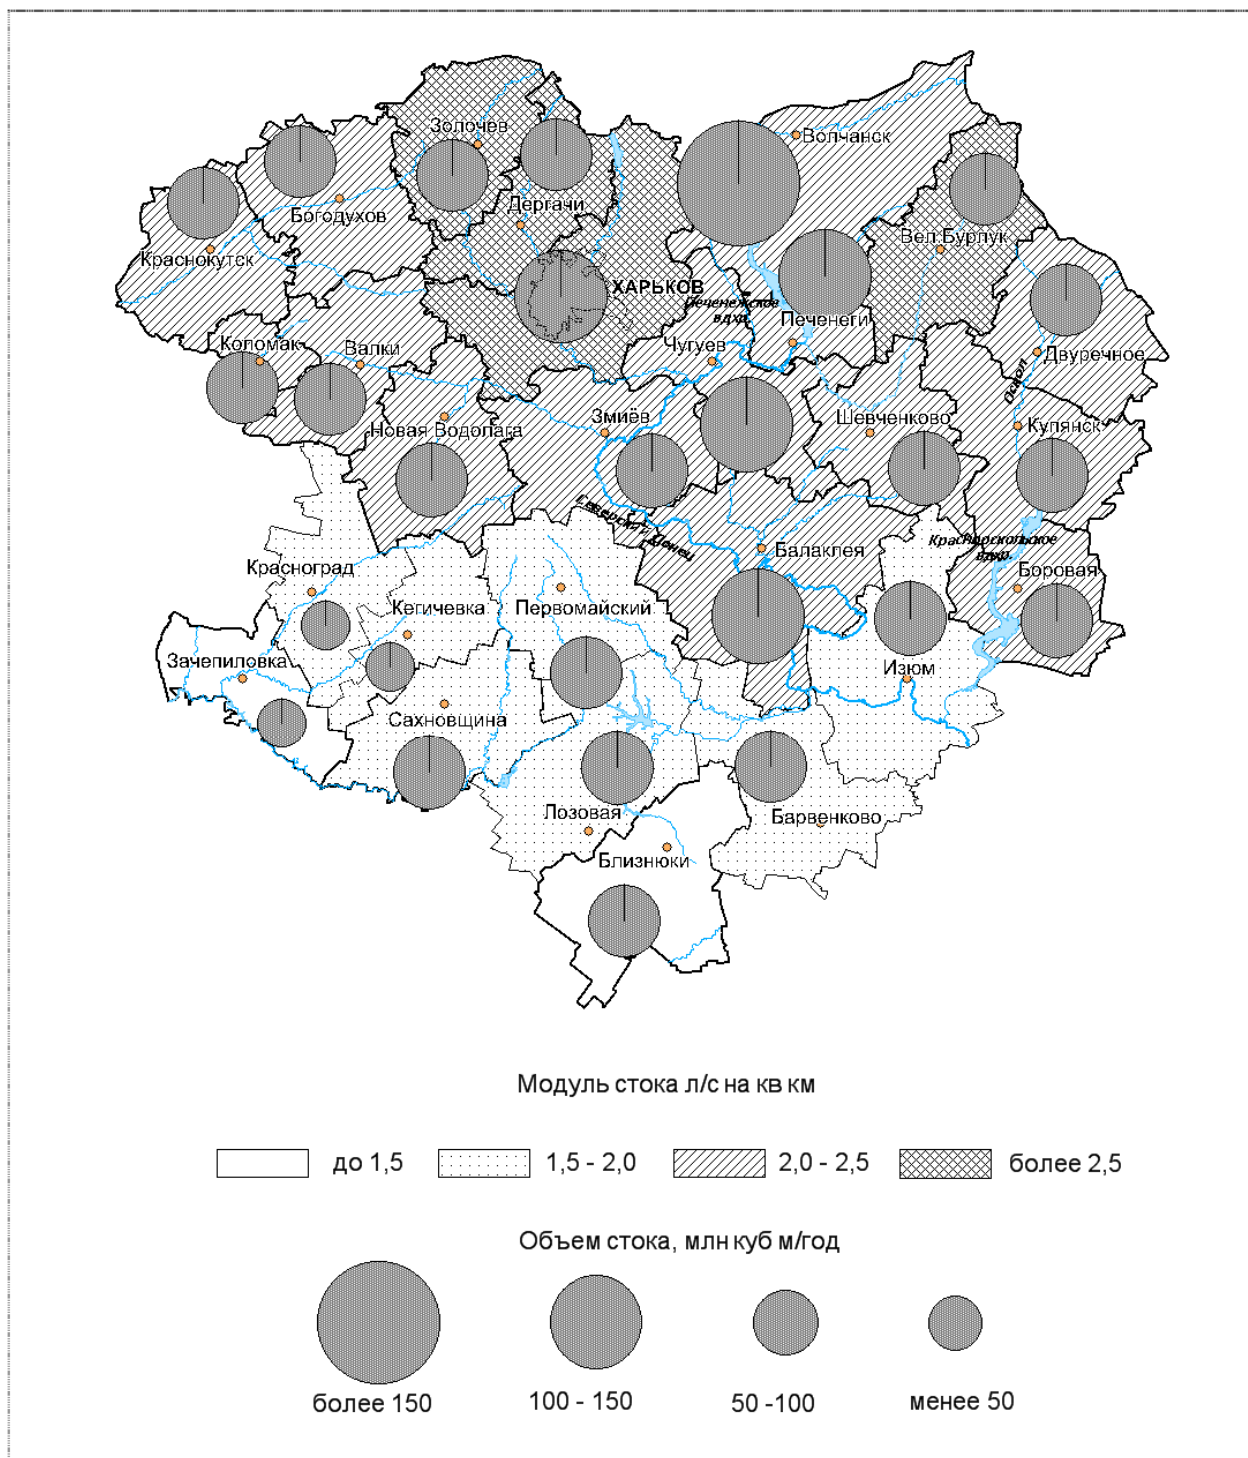 Золочев
Волчанск
Дергачи
Богодухов
Вел.Бурлук
Краснокутск
ХАРЬКОВ
Печенежское
вдхр.
Печенеги
Коломак
Валки
Чугуев
Двуречное
Оскол
Новая Водолага
Змиёв
Шевченково
Купянск
Северский Донец
Балаклея
Краснооскольское
вдхр.
Боровая
Красноград
Кегичевка
Первомайский
Зачепиловка
Изюм
Сахновщина
Лозовая
Барвенково
Близнюки
Модуль стока л/с на кв км
до 1,5
1,5 - 2,0
2,0 - 2,5
более 2,5
Объем стока, млн куб м/год
более 150
100 - 150
50 -100
менее 50